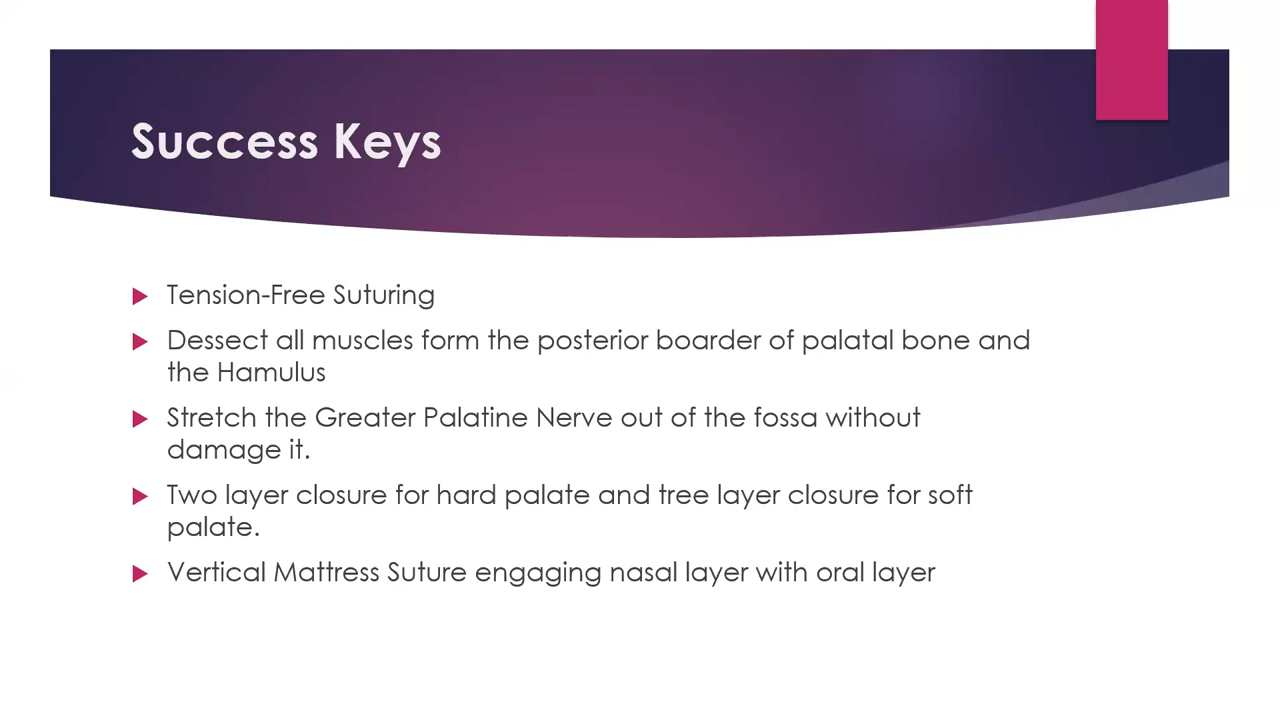 Success Keys
Tension-Free Suturing
Dessect all muscles form the posterior boarder of palatal bone and
the Hamulus
Stretch the Greater Palatine Nerve out of the fossa without
damage it.
Two layer closure for hard palate and tree layer closure for soft
palate.
Vertical Mattress Suture engaging nasal layer with oral layer